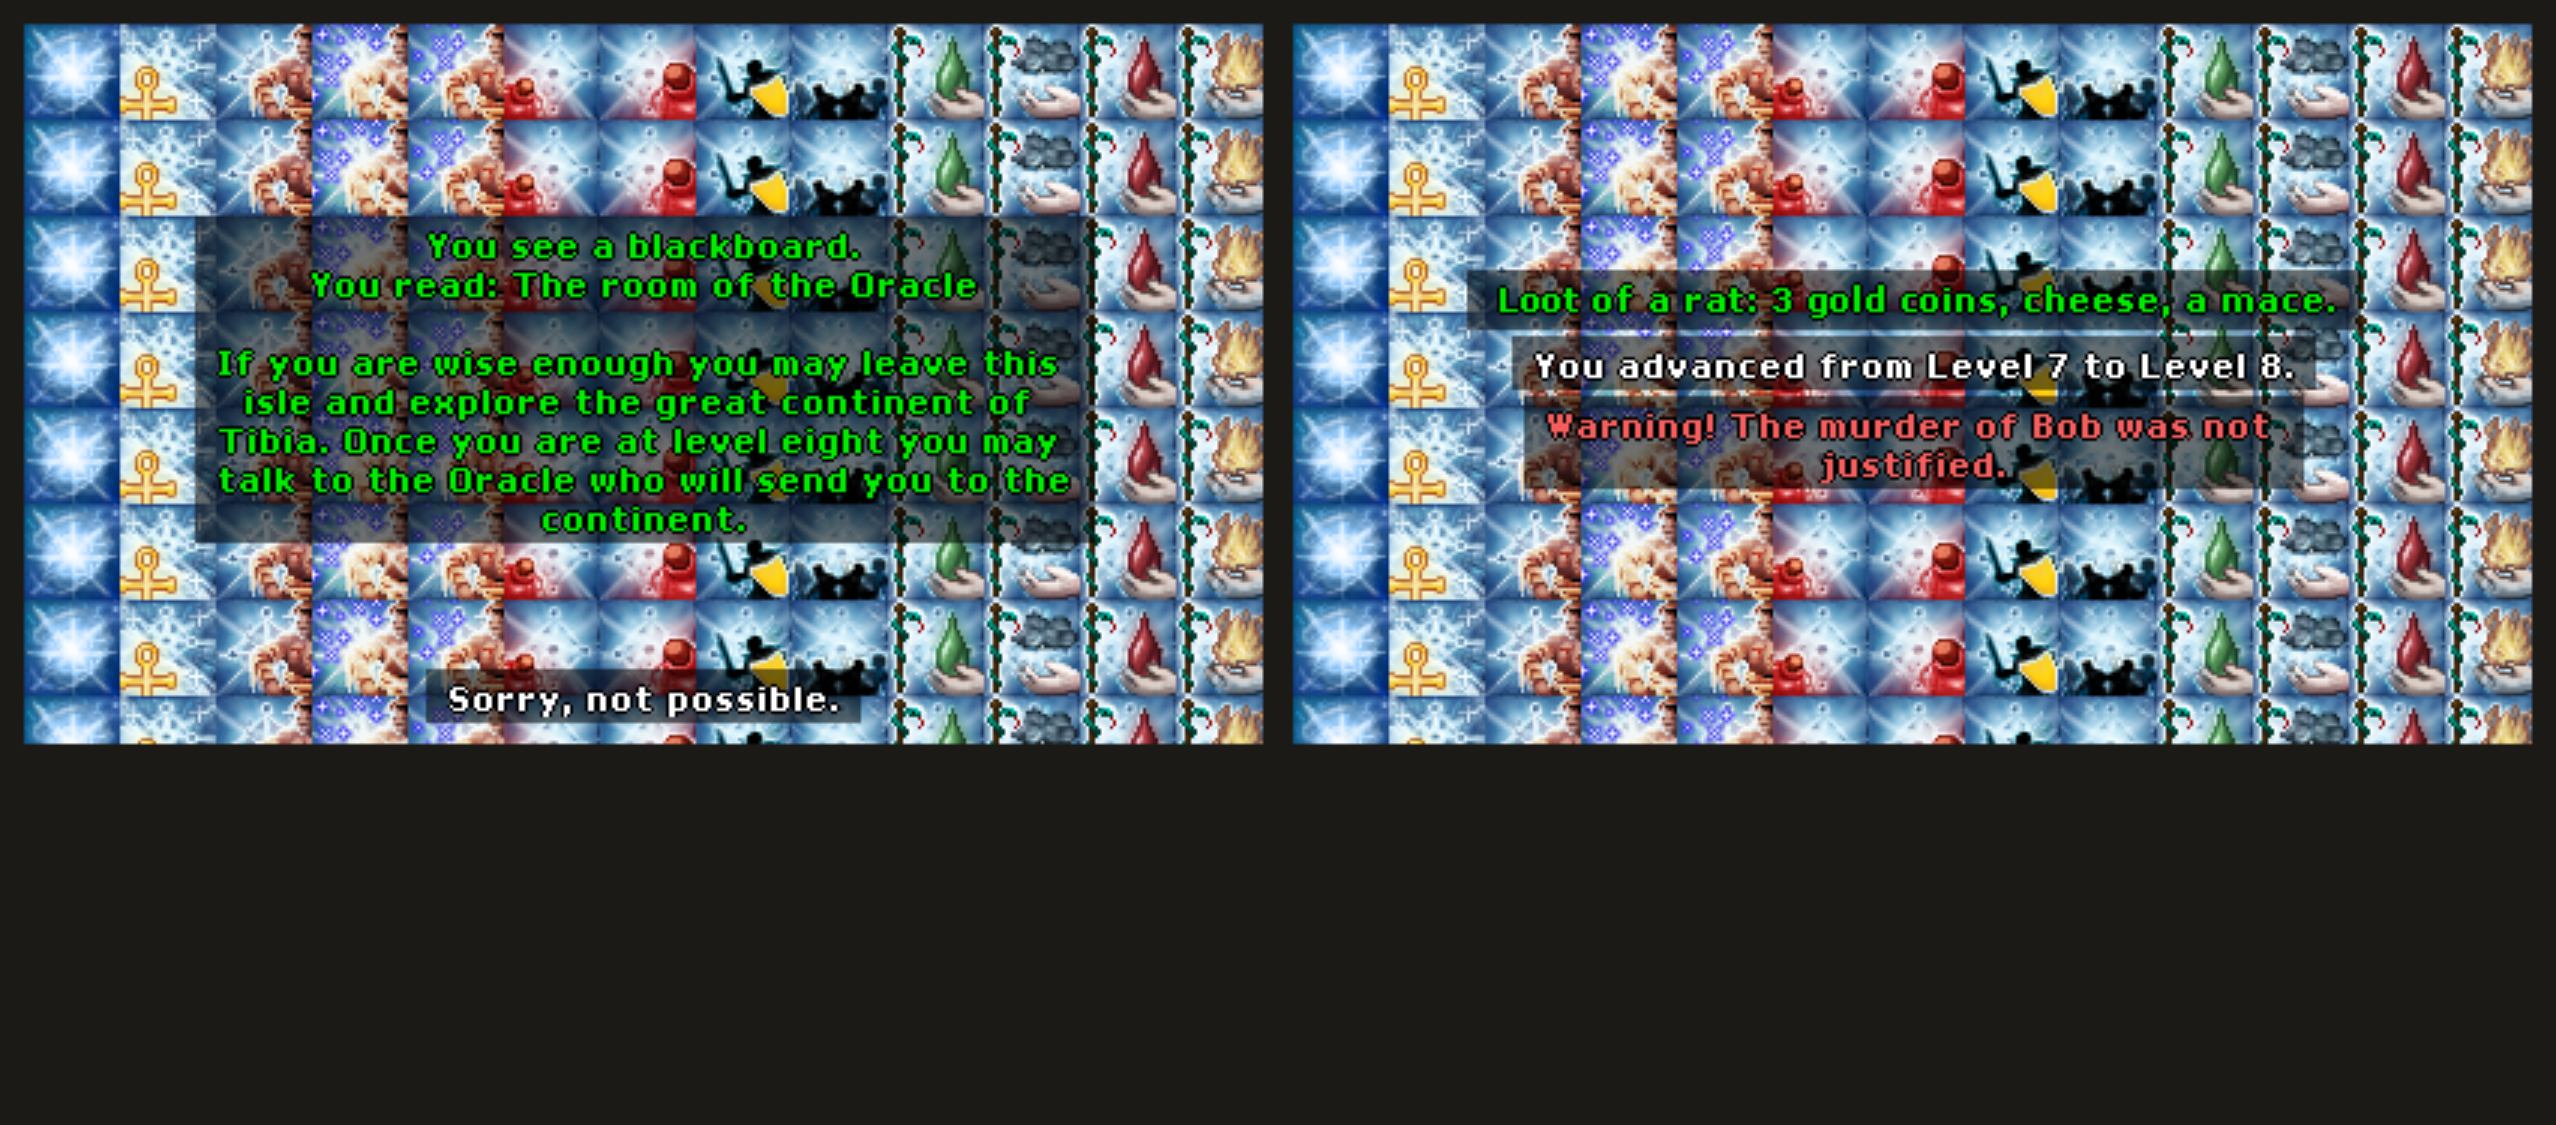 You see a blackboard.
You read: The room of the Oracle
If you are wise enough you may leave this
isle and explore the great continent of
Tibia. Once you are at level eight you may
talk to the Oracle who will send you to the
continent.
Sorry, not possible.
Loot of a rat: 3 gold coins, cheese, a mace.
You advanced from Level 7 to Level 8.
Warning! The murder of Bob was not
justified.